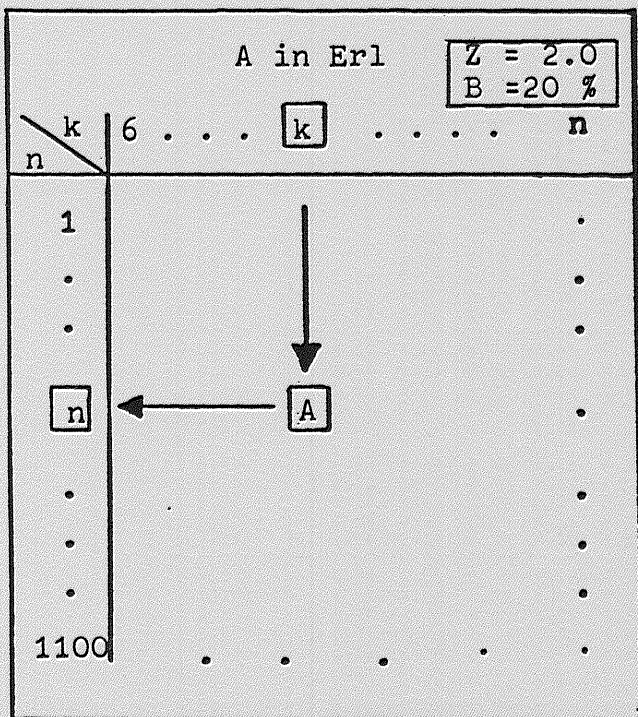 A in Erl
Z = 2.0
B =20 %
k
n
6 . . . k . . . . n
1 .
. .
. .
n A .
. .
. .
. .
1100 . . . . .